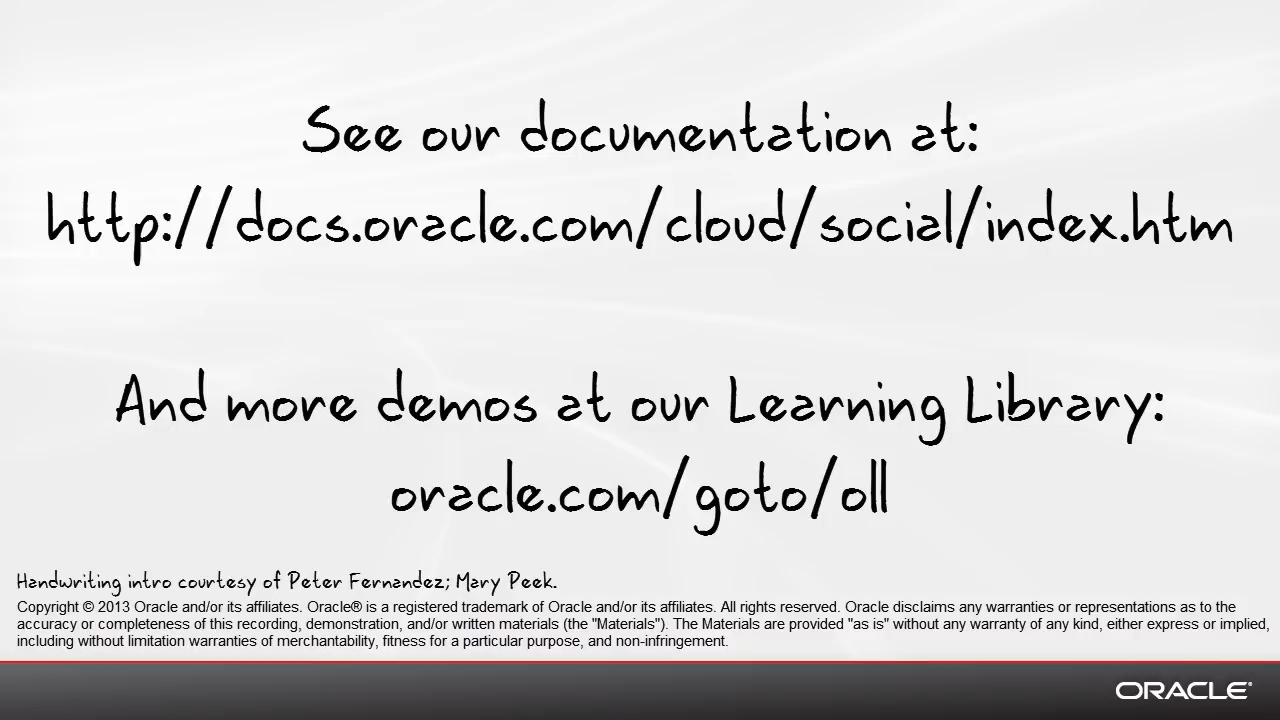 See our documentation at:
http://docs.oracle.com/cloud/social/index.htm
And more demos at our Learning Library:
oracle.com/goto/oll
Handwriting intro courtesy of Peter Fernandez; Mary Peek.
Copyright © 2013 Oracle and/or its affiliates. Oracle® is a registered trademark of Oracle and/or its affiliates. All rights reserved. Oracle disclaims any warranties or representations as to the
accuracy or completeness of this recording, demonstration, and/or written materials (the "Materials"). The Materials are provided "as is" without any warranty of any kind, either express or implied,
including without limitation warranties of merchantability, fitness for a particular purpose, and non-infringement.
ORACLE®